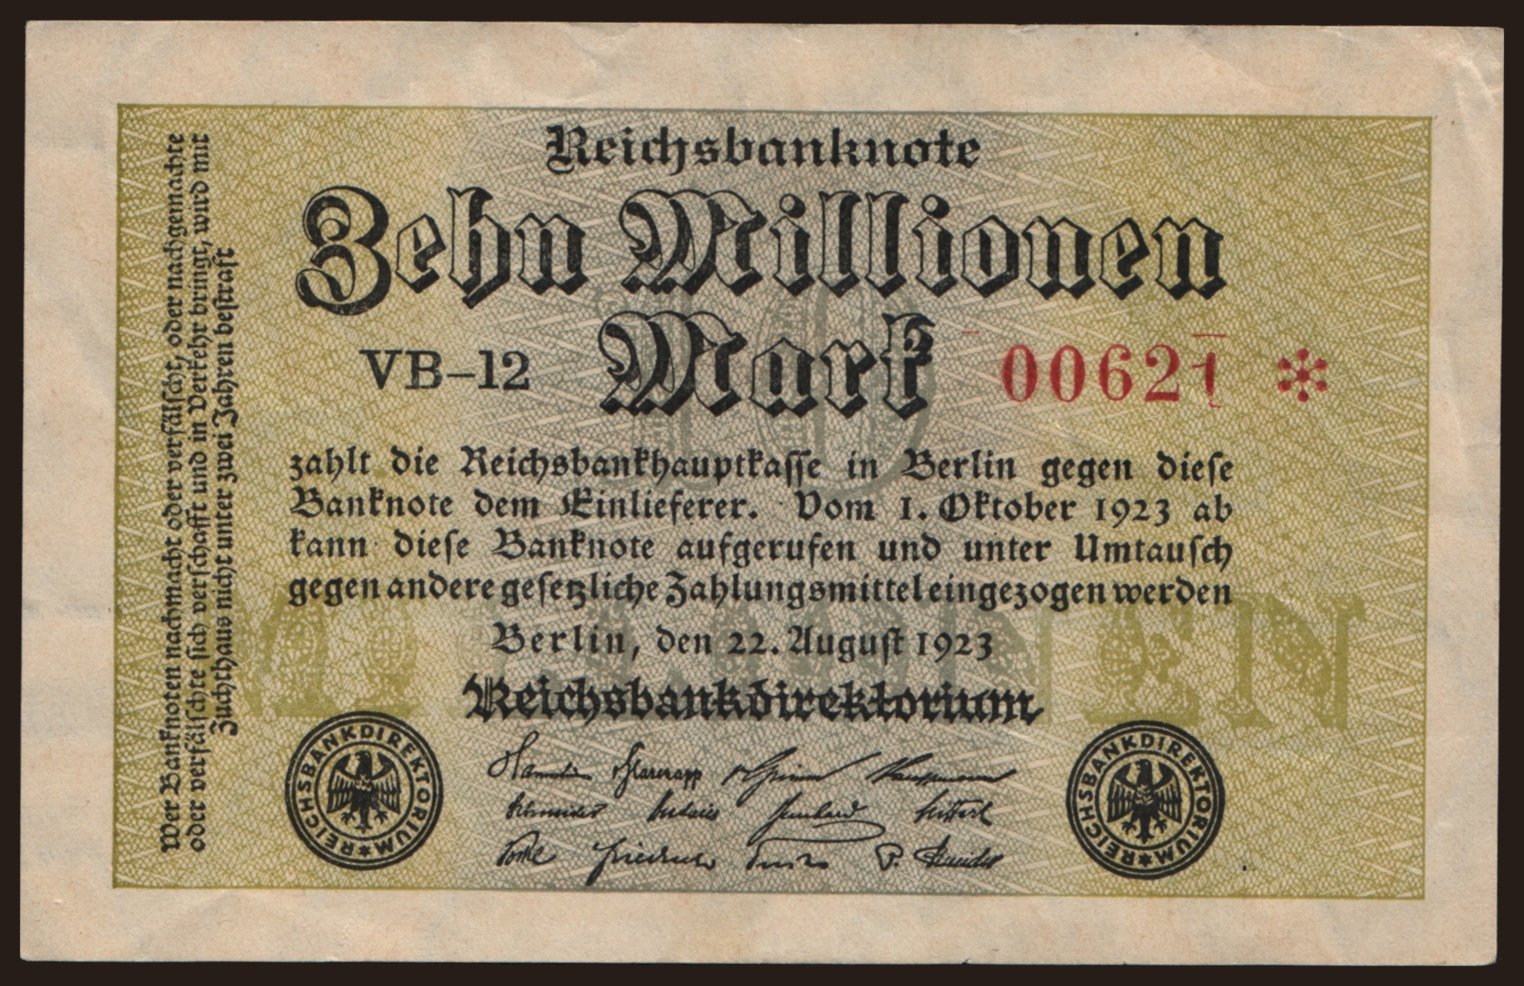 Reichsbanknote
Zehn Millionen
Mark
VB–12
00621 *
zahlt die Reichsbankhauptkasse in Berlin gegen diese
Banknote dem Einlieferer. Vom 1. Oktober 1923 ab
kann diese Banknote aufgerufen und unter Umtausch
gegen andere gesetzliche Zahlungsmittel eingezogen werden
Berlin, den 22. August 1923
Reichsbankdirektorium
REICHSBANKDIREKTORIUM*
REICHSBANKDIREKTORIUM*
Wer Banknoten nachmacht oder verfälscht, oder nachgemachte
oder verfälschte sich verschafft und in Verkehr bringt, wird mit
Zuchthaus nicht unter zwei Jahren bestraft
10